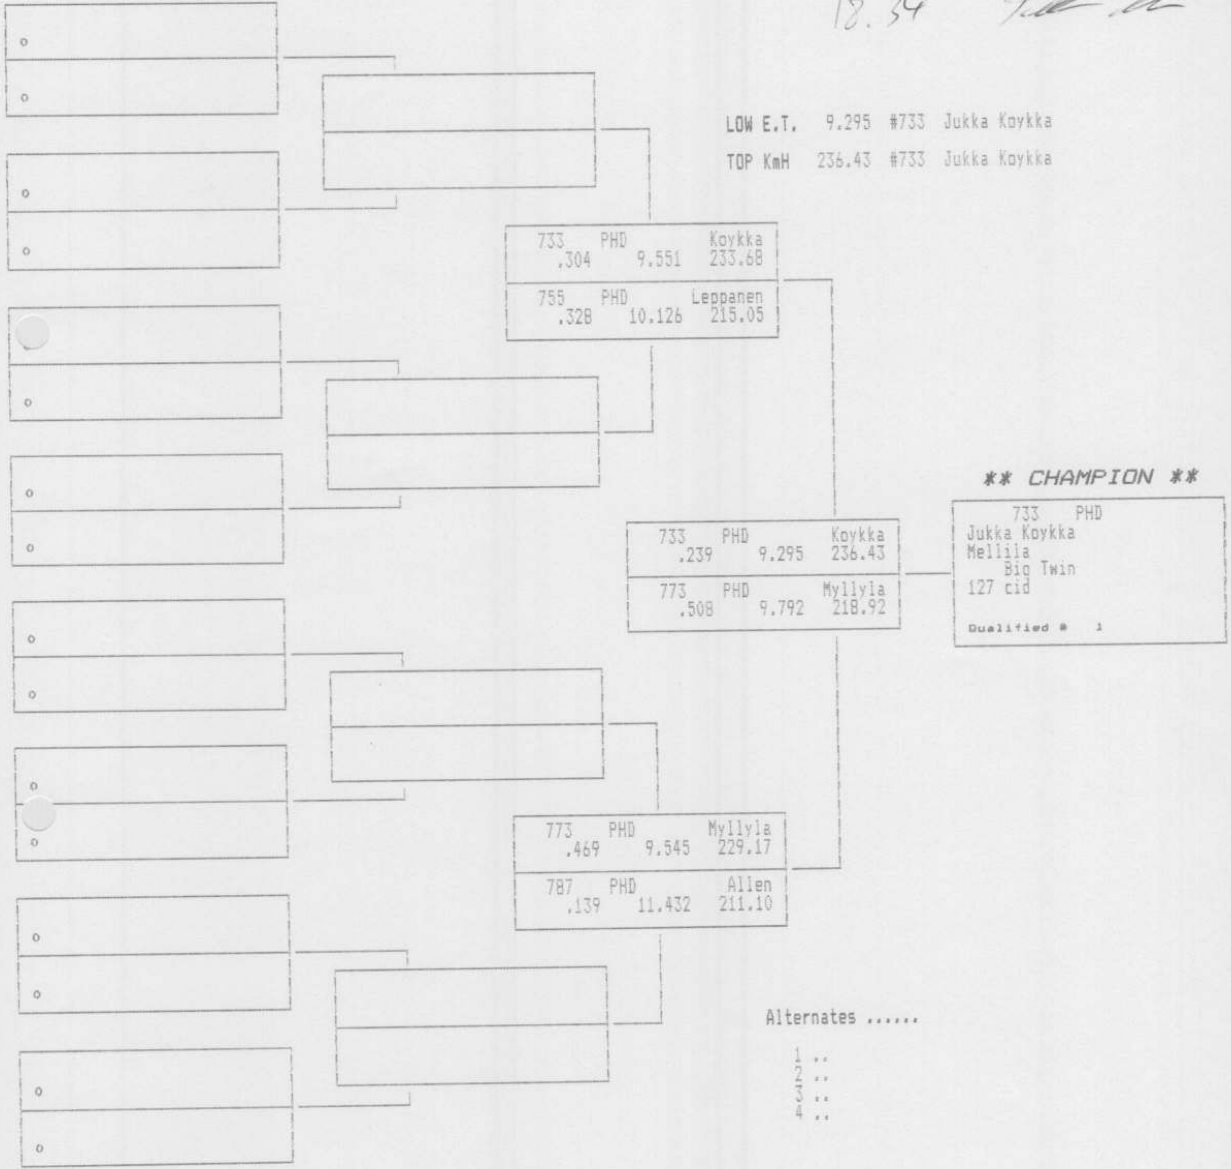 18.54
LOW E.T. 9.295 #733 Jukka Koykka
TOP KmH 236.43 #733 Jukka Koykka
733 PHD Koykka
.304 9.551 233.68
755 PHD Leppanen
.328 10.126 215.05
733 PHD Koykka
.239 9.295 236.43
773 PHD Myllyla
.508 9.792 218.92
** CHAMPION **
733 PHD
Jukka Koykka
Mellila
Big Twin
127 cid
Qualified # 1
773 PHD Myllyla
.469 9.545 229.17
787 PHD Allen
.139 11.432 211.10
Alternates ......
1 ..
2 ..
3 ..
4 ..